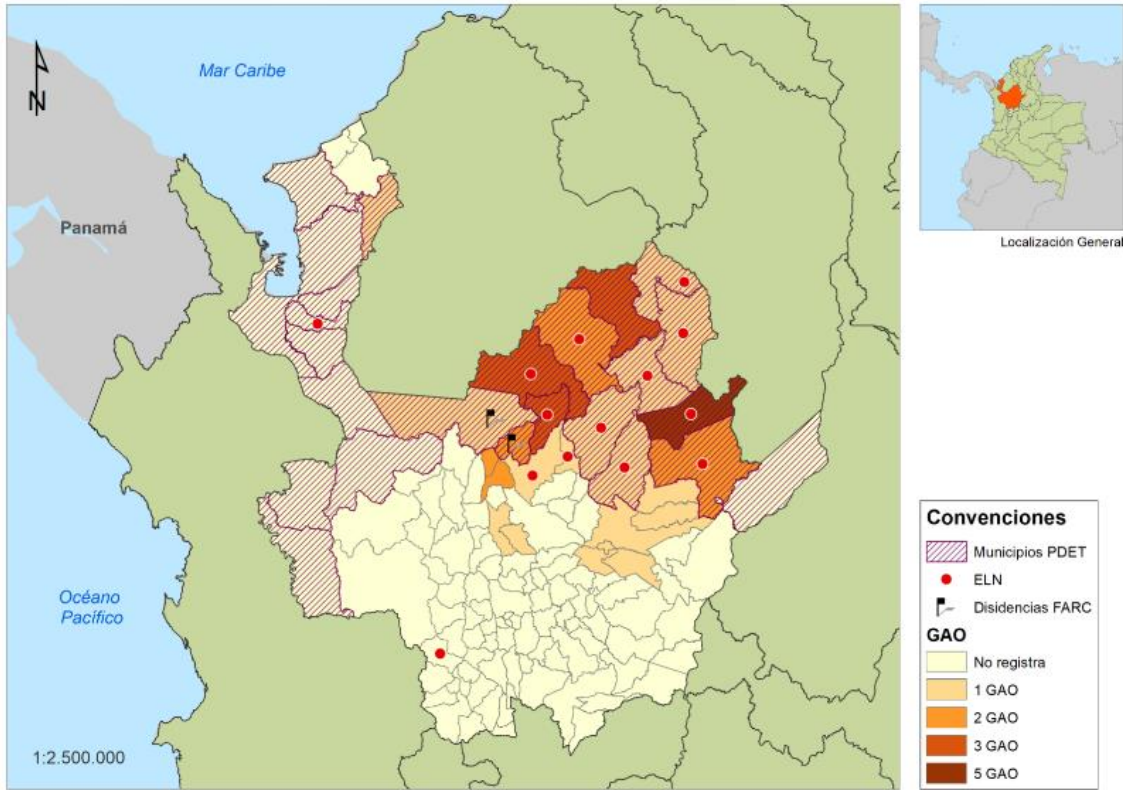 Mar Caribe
N
Panamá
Localización General
Océano
Pacífico
1:2.500.000
Convenciones
Municipios PDET
ELN
Disidencias FARC
GAO
No registra
1 GAO
2 GAO
3 GAO
5 GAO